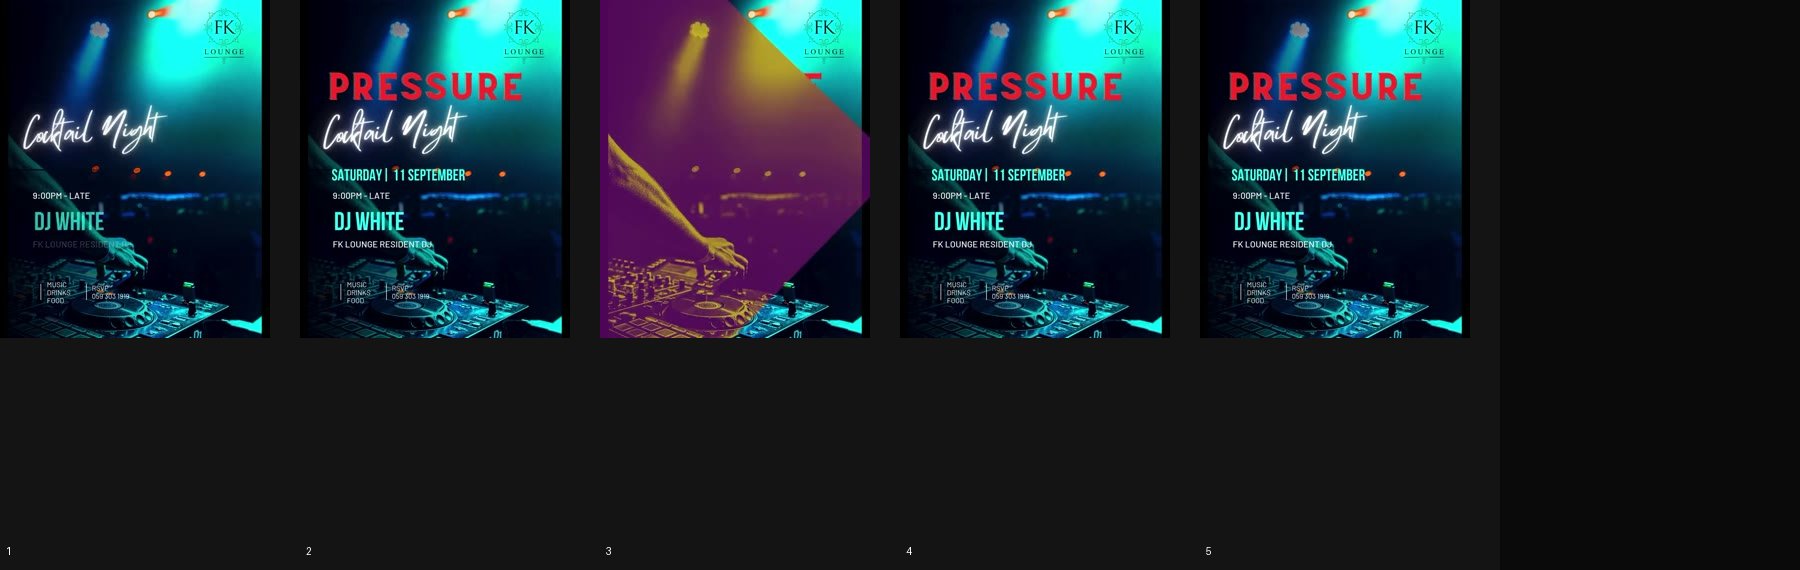 FK
LOUNGE
Cocktail Night
9:00PM - LATE
DJ WHITE
FK LOUNGE RESIDENT DJ
MUSIC
DRINKS
FOOD
RSVP
059 303 1919
1
FK
LOUNGE
PRESSURE
Cocktail Night
SATURDAY | 11 SEPTEMBER
9:00PM - LATE
DJ WHITE
FK LOUNGE RESIDENT DJ
MUSIC
DRINKS
FOOD
RSVP
059 303 1919
2
FK
LOUNGE
3
FK
LOUNGE
PRESSURE
Cocktail Night
SATURDAY | 11 SEPTEMBER
9:00PM - LATE
DJ WHITE
FK LOUNGE RESIDENT DJ
MUSIC
DRINKS
FOOD
RSVP
059 303 1919
4
FK
LOUNGE
PRESSURE
Cocktail Night
SATURDAY | 11 SEPTEMBER
9:00PM - LATE
DJ WHITE
FK LOUNGE RESIDENT DJ
MUSIC
DRINKS
FOOD
RSVP
059 303 1919
5